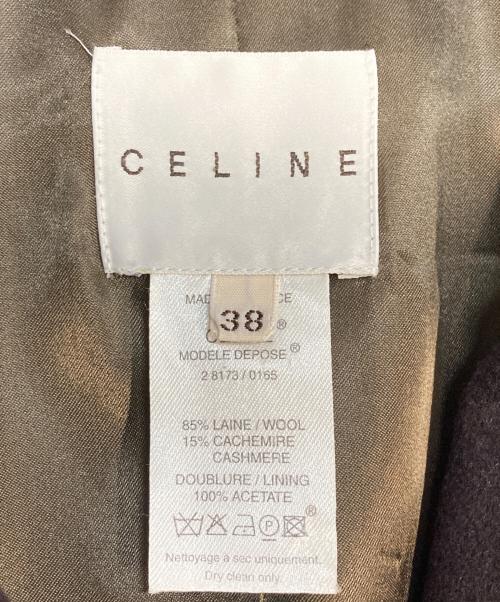 CELINE
38
MODELE DEPOSE ®
2 8173 / 0165
85% LAINE / WOOL
15% CACHEMIRE
CASHMERE
DOUBLURE / LINING
100% ACETATE
®
Nettoyage à sec uniquement.
Dry clean only.